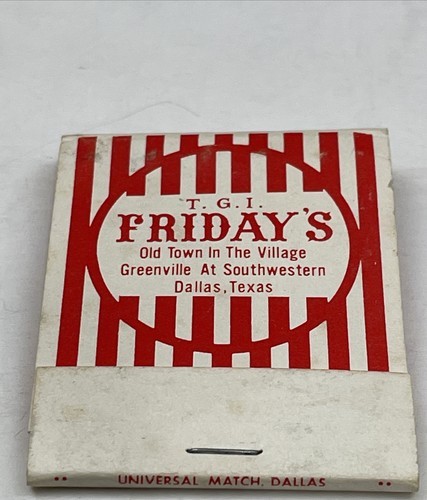 T. G. I.
FRIDAY'S
Old Town In The Village
Greenville At Southwestern
Dallas, Texas
UNIVERSAL MATCH, DALLAS